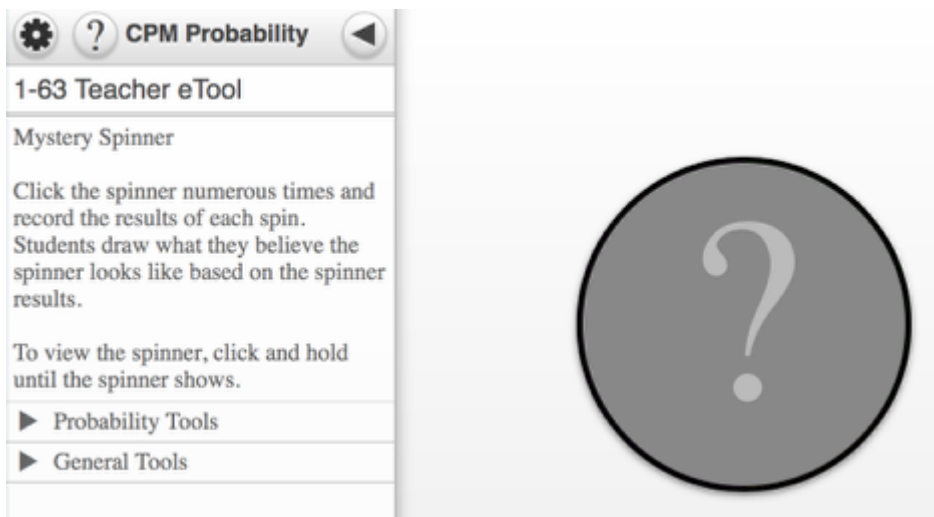 ? CPM Probability
1-63 Teacher eTool
Mystery Spinner
Click the spinner numerous times and
record the results of each spin.
Students draw what they believe the
spinner looks like based on the spinner
results.
To view the spinner, click and hold
until the spinner shows.
Probability Tools
General Tools
?